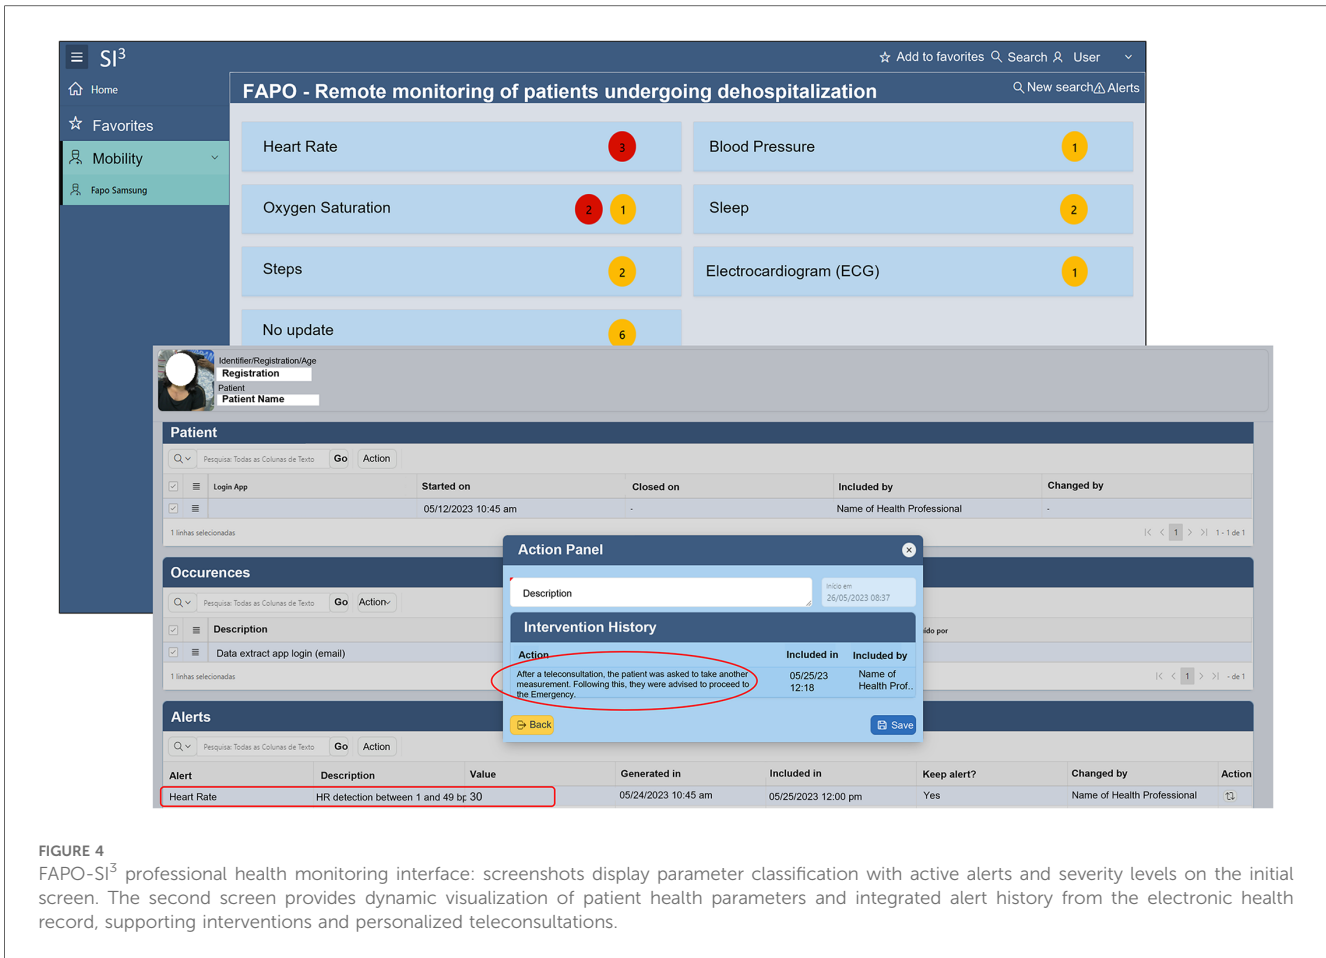 SI³
Add to favorites Search User
Home
Favorites
Mobility
Fapo Samsung
FAPO - Remote monitoring of patients undergoing dehospitalization
New search Alerts
Heart Rate 3
Blood Pressure 1
Oxygen Saturation 2 1
Sleep 2
Steps 2
Electrocardiogram (ECG) 1
No update 6
Identifier/Registration/Age
Registration
Patient
Patient Name
Patient
Pesquisa: Todas as Colunas de Texto Go Action
Login App Started on Closed on Included by Changed by
05/12/2023 10:45 am - Name of Health Professional -
1 linhas selecionadas 1 1 - 1 de 1
Occurences
Pesquisa: Todas as Colunas de Texto Go Action
Description ido por
Data extract app login (email)
1 linhas selecionadas 1 - de 1
Action Panel
Description
Início em
26/05/2023 08:37
Intervention History
Action Included in Included by
After a teleconsultation, the patient was asked to take another
measurement. Following this, they were advised to proceed to
the Emergency.
05/25/23
12:18
Name of
Health Prof..
Back Save
Alerts
Pesquisa: Todas as Colunas de Texto Go Action
Alert Description Value Generated in Included in Keep alert? Changed by Action
Heart Rate HR detection between 1 and 49 bp 30 05/24/2023 10:45 am 05/25/2023 12:00 pm Yes Name of Health Professional
FIGURE 4
FAPO-SI³ professional health monitoring interface: screenshots display parameter classification with active alerts and severity levels on the initial
screen. The second screen provides dynamic visualization of patient health parameters and integrated alert history from the electronic health
record, supporting interventions and personalized teleconsultations.